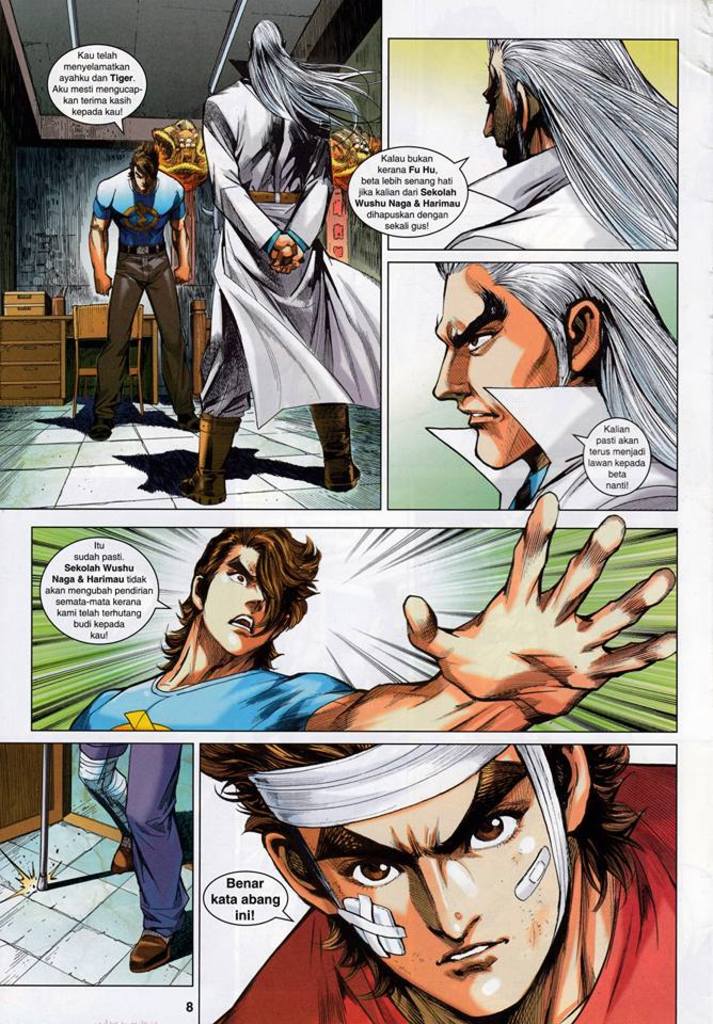 Kau telah
menyelamatkan
ayahku dan Tiger.
Aku mesti mengucap-
kan terima kasih
kepada kau!
Kalau bukan
kerana Fu Hu,
beta lebih senang hati
jika kalian dari Sekolah
Wushu Naga & Harimau
dihapuskan dengan
sekali gus!
Kalian
pasti akan
terus menjadi
lawan kepada
beta
nanti!
Itu
sudah pasti.
Sekolah Wushu
Naga & Harimau tidak
akan mengubah pendirian
semata-mata kerana
kami telah terhutang
budi kepada
kau!
Benar
kata abang
ini!
8